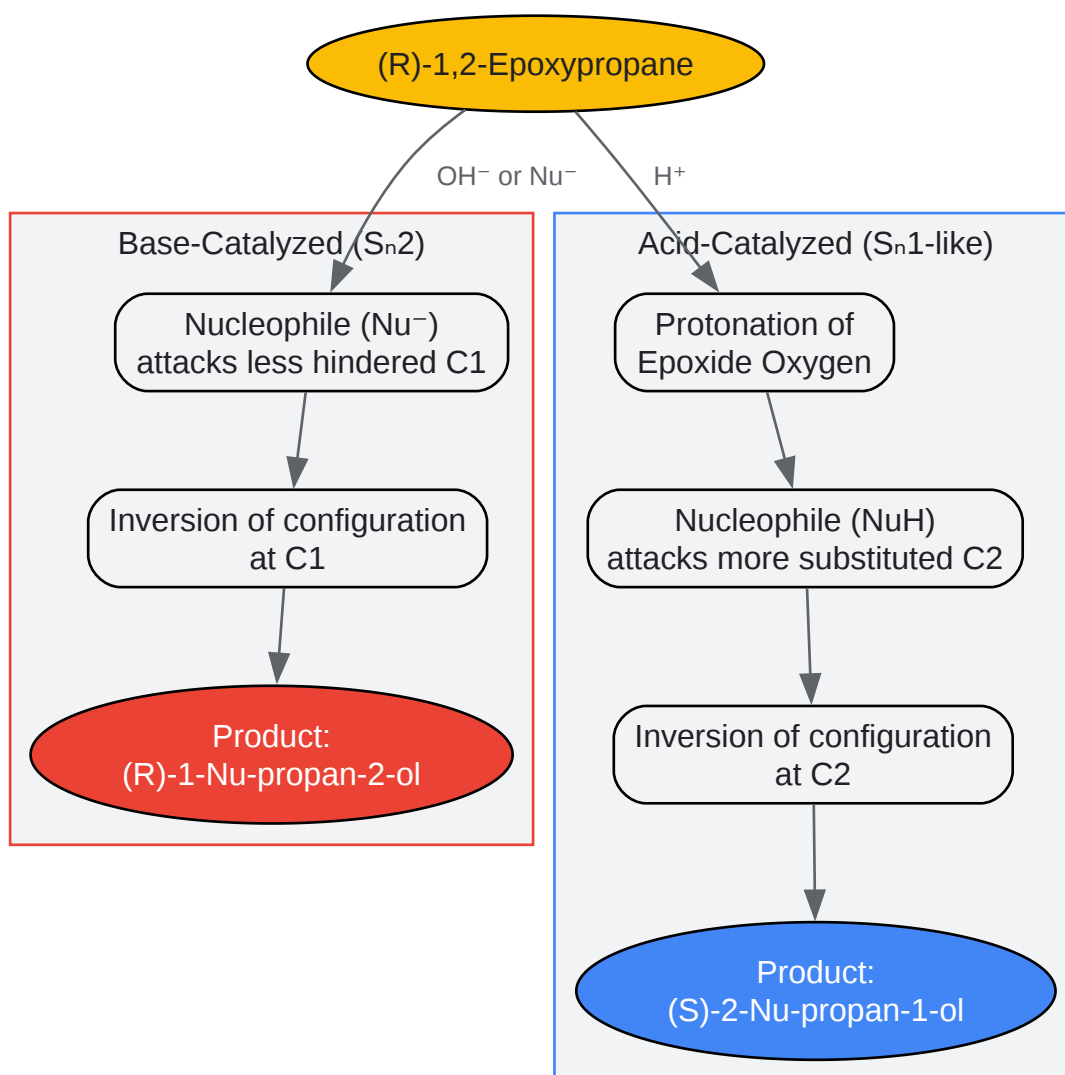 (R)-1,2-Epoxypropane
OH⁻ or Nu⁻
H⁺
Base-Catalyzed (Sₙ2)
Nucleophile (Nu⁻)
attacks less hindered C1
Inversion of configuration
at C1
Product:
(R)-1-Nu-propan-2-ol
Acid-Catalyzed (Sₙ1-like)
Protonation of
Epoxide Oxygen
Nucleophile (NuH)
attacks more substituted C2
Inversion of configuration
at C2
Product:
(S)-2-Nu-propan-1-ol